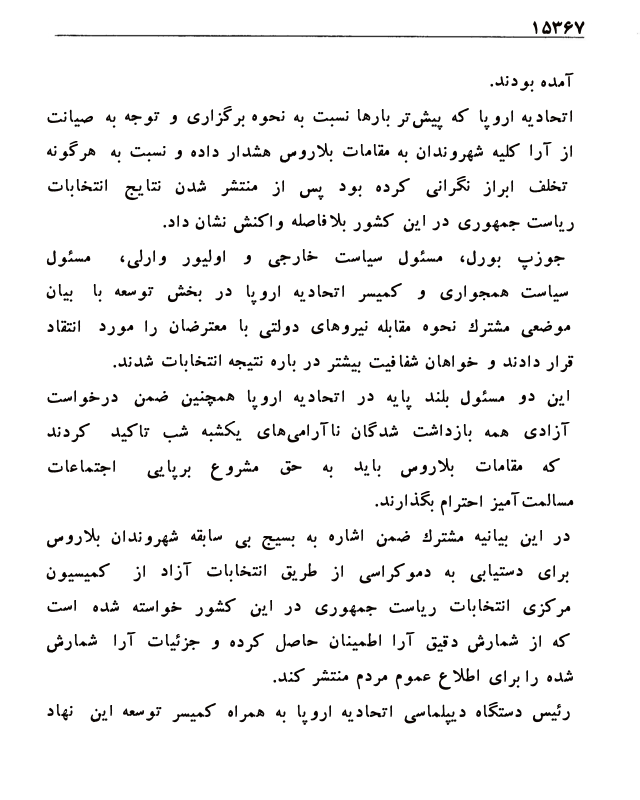 ۱۵۳۶۷
آمده بودند.
اتحادیه اروپا که پیش‌تر بارها نسبت به نحوه برگزاری و توجه به صیانت
از آرا کلیه شهروندان به مقامات بلاروس هشدار داده و نسبت به هرگونه
تخلف ابراز نگرانی کرده بود پس از منتشر شدن نتایج انتخابات
ریاست جمهوری در این کشور بلافاصله واکنش نشان داد.
جوزپ بورل، مسئول سیاست خارجی و اولیور وارلی، مسئول
سیاست همجواری و کمیسر اتحادیه اروپا در بخش توسعه با بیان
موضعی مشترك نحوه مقابله نیروهای دولتی با معترضان را مورد انتقاد
قرار دادند و خواهان شفافیت بیشتر در باره نتیجه انتخابات شدند.
این دو مسئول بلند پایه در اتحادیه اروپا همچنین ضمن درخواست
آزادی همه بازداشت شدگان ناآرامی‌های یکشبه شب تاکید کردند
که مقامات بلاروس باید به حق مشروع برپایی اجتماعات
مسالمت‌آمیز احترام بگذارند.
در این بیانیه مشترك ضمن اشاره به بسیج بی سابقه شهروندان بلاروس
برای دستیابی به دموکراسی از طریق انتخابات آزاد از کمیسیون
مرکزی انتخابات ریاست جمهوری در این کشور خواسته شده است
که از شمارش دقیق آرا اطمینان حاصل کرده و جزئیات آرا شمارش
شده را برای اطلاع عموم مردم منتشر کند.
رئیس دستگاه دیپلماسی اتحادیه اروپا به همراه کمیسر توسعه این نهاد